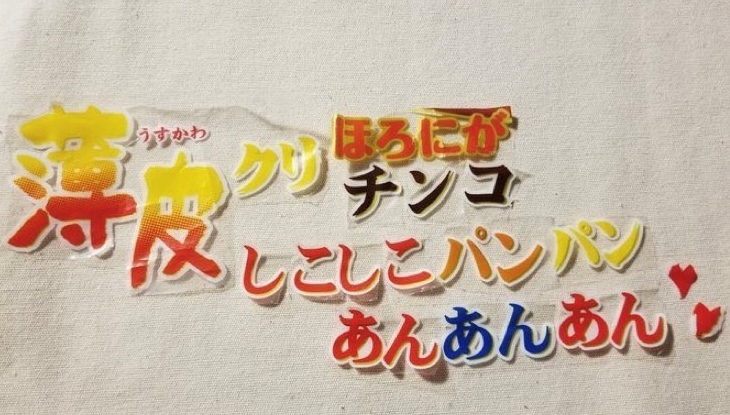 うすかわ
薄皮クリ
ほろにが
チンコ
しこしこパンパン
あんあんあん